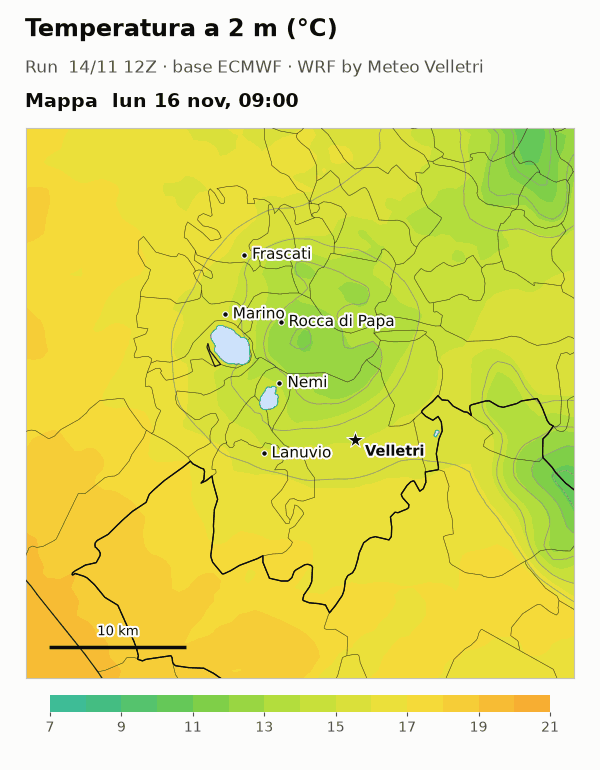 Temperatura a 2 m (°C)
Run  14/11 12Z · base ECMWF · WRF by Meteo Velletri
Mappa  lun 16 nov, 09:00
Frascati
Marino
Rocca di Papa
Nemi
Velletri
Lanuvio
10 km
7 9 11 13 15 17 19 21